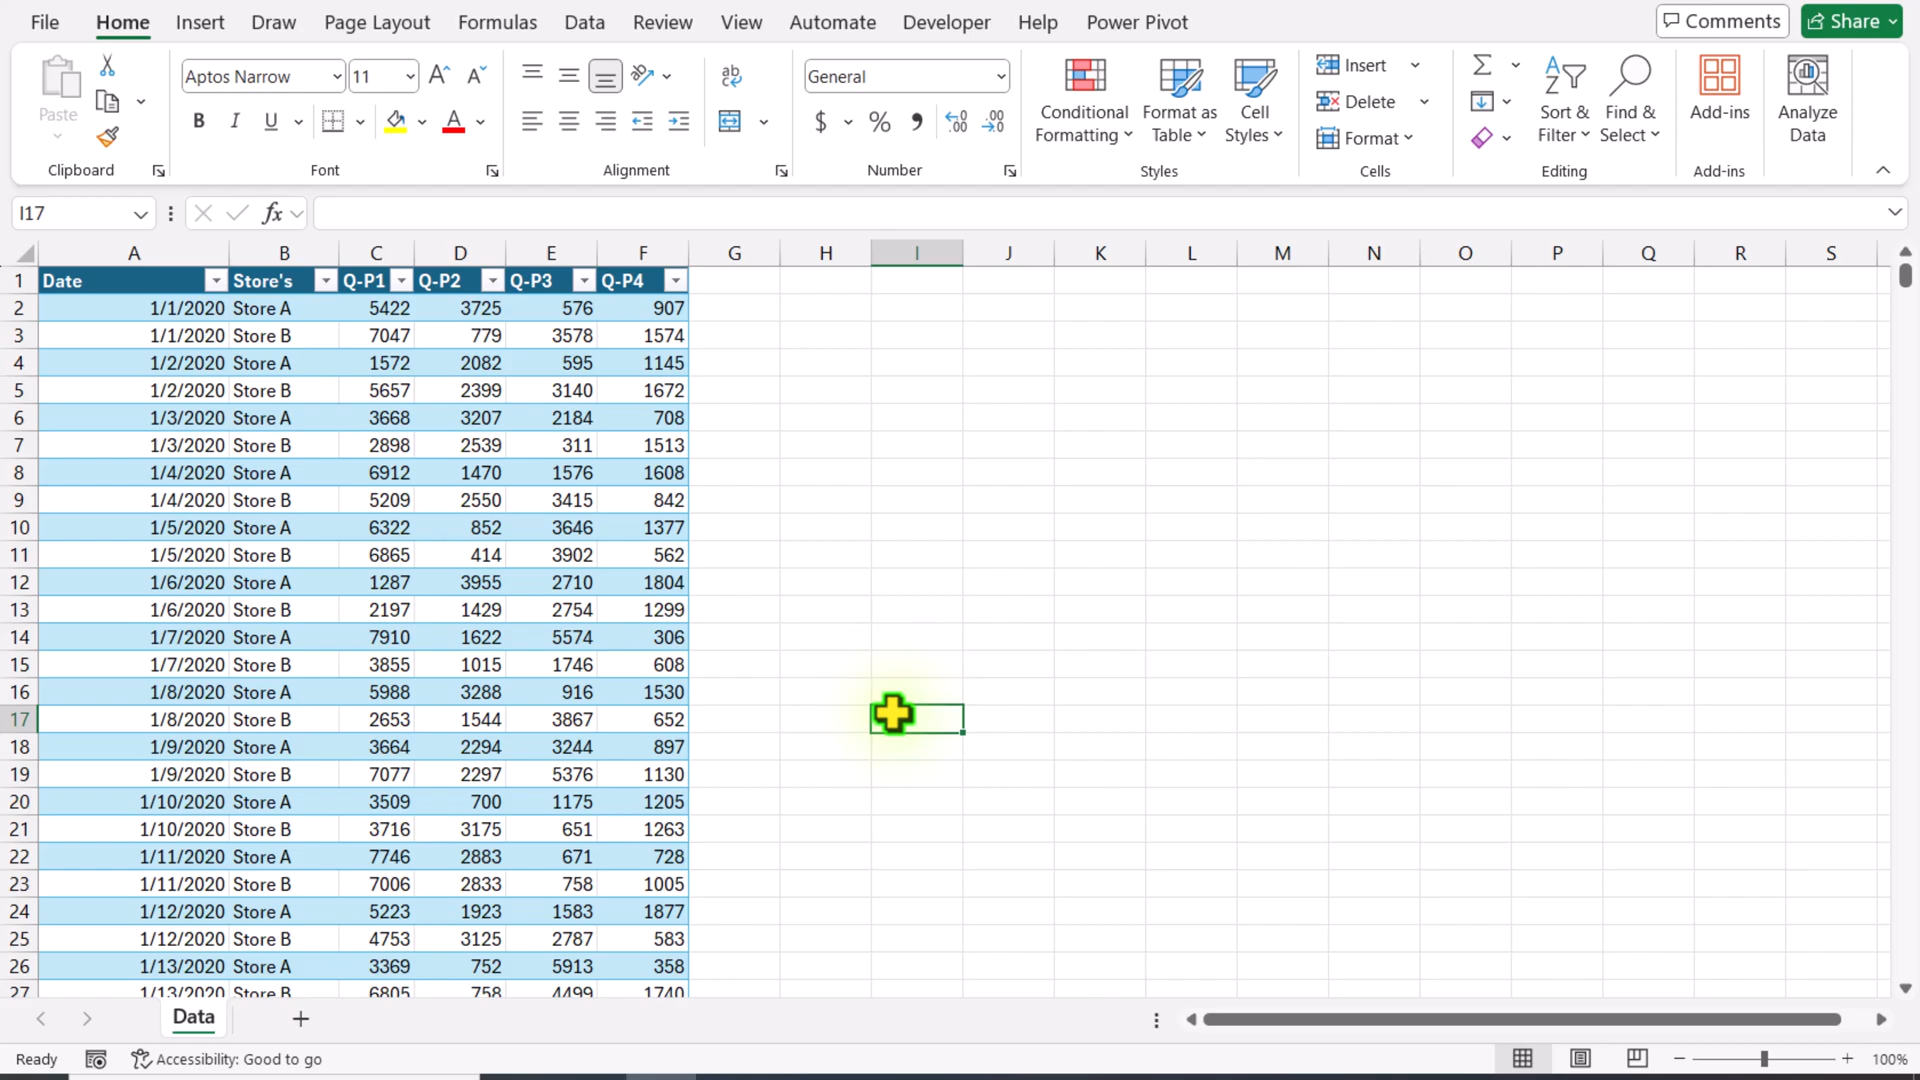 File Home Insert Draw Page Layout Formulas Data Review View Automate Developer Help Power Pivot Comments Share
Paste
Clipboard
Aptos Narrow 11
B I U A
Font
ab
Alignment
General
$ % 9 .00 .00
Number
Conditional Formatting
Format as Table
Cell Styles
Styles
Insert
Delete
Format
Cells
Sort & Filter
Find & Select
Editing
Add-ins
Add-ins
Analyze Data
I17 fx
A B C D E F G H I J K L M N O P Q R S
1 Date Store's Q-P1 Q-P2 Q-P3 Q-P4
2 1/1/2020 Store A 5422 3725 576 907
3 1/1/2020 Store B 7047 779 3578 1574
4 1/2/2020 Store A 1572 2082 595 1145
5 1/2/2020 Store B 5657 2399 3140 1672
6 1/3/2020 Store A 3668 3207 2184 708
7 1/3/2020 Store B 2898 2539 311 1513
8 1/4/2020 Store A 6912 1470 1576 1608
9 1/4/2020 Store B 5209 2550 3415 842
10 1/5/2020 Store A 6322 852 3646 1377
11 1/5/2020 Store B 6865 414 3902 562
12 1/6/2020 Store A 1287 3955 2710 1804
13 1/6/2020 Store B 2197 1429 2754 1299
14 1/7/2020 Store A 7910 1622 5574 306
15 1/7/2020 Store B 3855 1015 1746 608
16 1/8/2020 Store A 5988 3288 916 1530
17 1/8/2020 Store B 2653 1544 3867 652
18 1/9/2020 Store A 3664 2294 3244 897
19 1/9/2020 Store B 7077 2297 5376 1130
20 1/10/2020 Store A 3509 700 1175 1205
21 1/10/2020 Store B 3716 3175 651 1263
22 1/11/2020 Store A 7746 2883 671 728
23 1/11/2020 Store B 7006 2833 758 1005
24 1/12/2020 Store A 5223 1923 1583 1877
25 1/12/2020 Store B 4753 3125 2787 583
26 1/13/2020 Store A 3369 752 5913 358
27 1/13/2020 Store B 6805 758 4499 1740
Data
Ready Accessibility: Good to go 100%